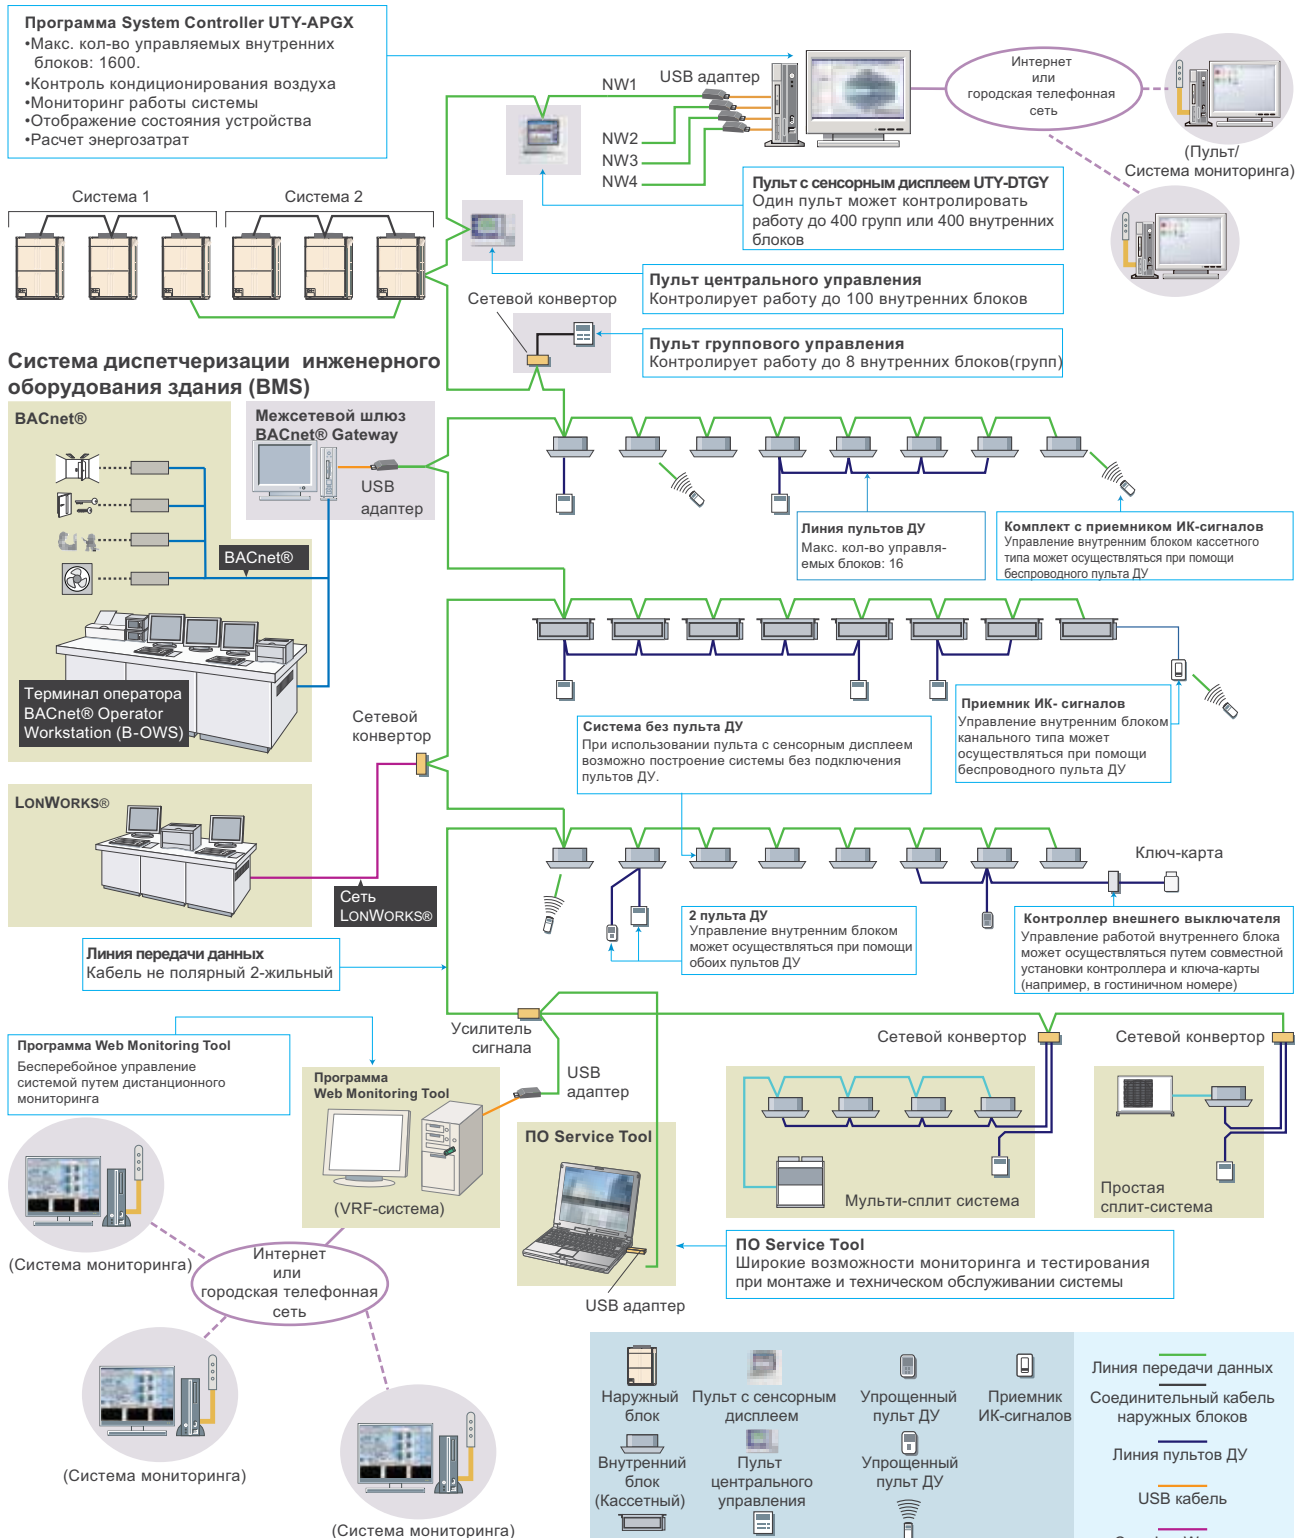 Программа System Controller UTY-APGX
•Макс. кол-во управляемых внутренних
блоков: 1600.
•Контроль кондиционирования воздуха
•Мониторинг работы системы
•Отображение состояния устройства
•Расчет энергозатрат
NW1
USB адаптер
NW2
NW3
NW4
Интернет
или
городская телефонная
сеть
(Пульт/
Система мониторинга)
Пульт с сенсорным дисплеем UTY-DTGY
Один пульт может контролировать
работу до 400 групп или 400 внутренних
блоков
Система 1
Система 2
Пульт центрального управления
Контролирует работу до 100 внутренних блоков
Сетевой конвертор
Пульт группового управления
Контролирует работу до 8 внутренних блоков(групп)
Система диспетчеризации инженерного
оборудования здания (BMS)
BACnet®
Межсетевой шлюз
BACnet® Gateway
USB
адаптер
BACnet®
Терминал оператора
BACnet® Operator
Workstation (B-OWS)
Линия пультов ДУ
Макс. кол-во управля-
емых блоков: 16
Комплект с приемником ИК-сигналов
Управление внутренним блоком кассетного
типа может осуществляться при помощи
беспроводного пульта ДУ
Сетевой
конвертор
Система без пульта ДУ
При использовании пульта с сенсорным дисплеем
возможно построение системы без подключения
пультов ДУ.
Приемник ИК- сигналов
Управление внутренним блоком
канального типа может
осуществляться при помощи
беспроводного пульта ДУ
LONWORKS®
Сеть
LONWORKS®
Ключ-карта
2 пульта ДУ
Управление внутренним блоком
может осуществляться при помощи
обоих пультов ДУ
Контроллер внешнего выключателя
Управление работой внутреннего блока
может осуществляться путем совместной
установки контроллера и ключа-карты
(например, в гостиничном номере)
Линия передачи данных
Кабель не полярный 2-жильный
Усилитель
сигнала
Сетевой конвертор
Сетевой конвертор
Программа Web Monitoring Tool
Бесперебойное управление
системой путем дистанционного
мониторинга
Программа
Web Monitoring Tool
(VRF-система)
USB
адаптер
ПО Service Tool
USB адаптер
Мульти-сплит система
Простая
сплит-система
ПО Service Tool
Широкие возможности мониторинга и тестирования
при монтаже и техническом обслуживании системы
(Система мониторинга)
Интернет
или
городская телефонная
сеть
(Система мониторинга)
(Система мониторинга)
Наружный
блок
Пульт с сенсорным
дисплеем
Упрощенный
пульт ДУ
Приемник
ИК-сигналов
Внутренний
блок
(Кассетный)
Пульт
центрального
управления
Упрощенный
пульт ДУ
Линия передачи данных
Соединительный кабель
наружных блоков
Линия пультов ДУ
USB кабель